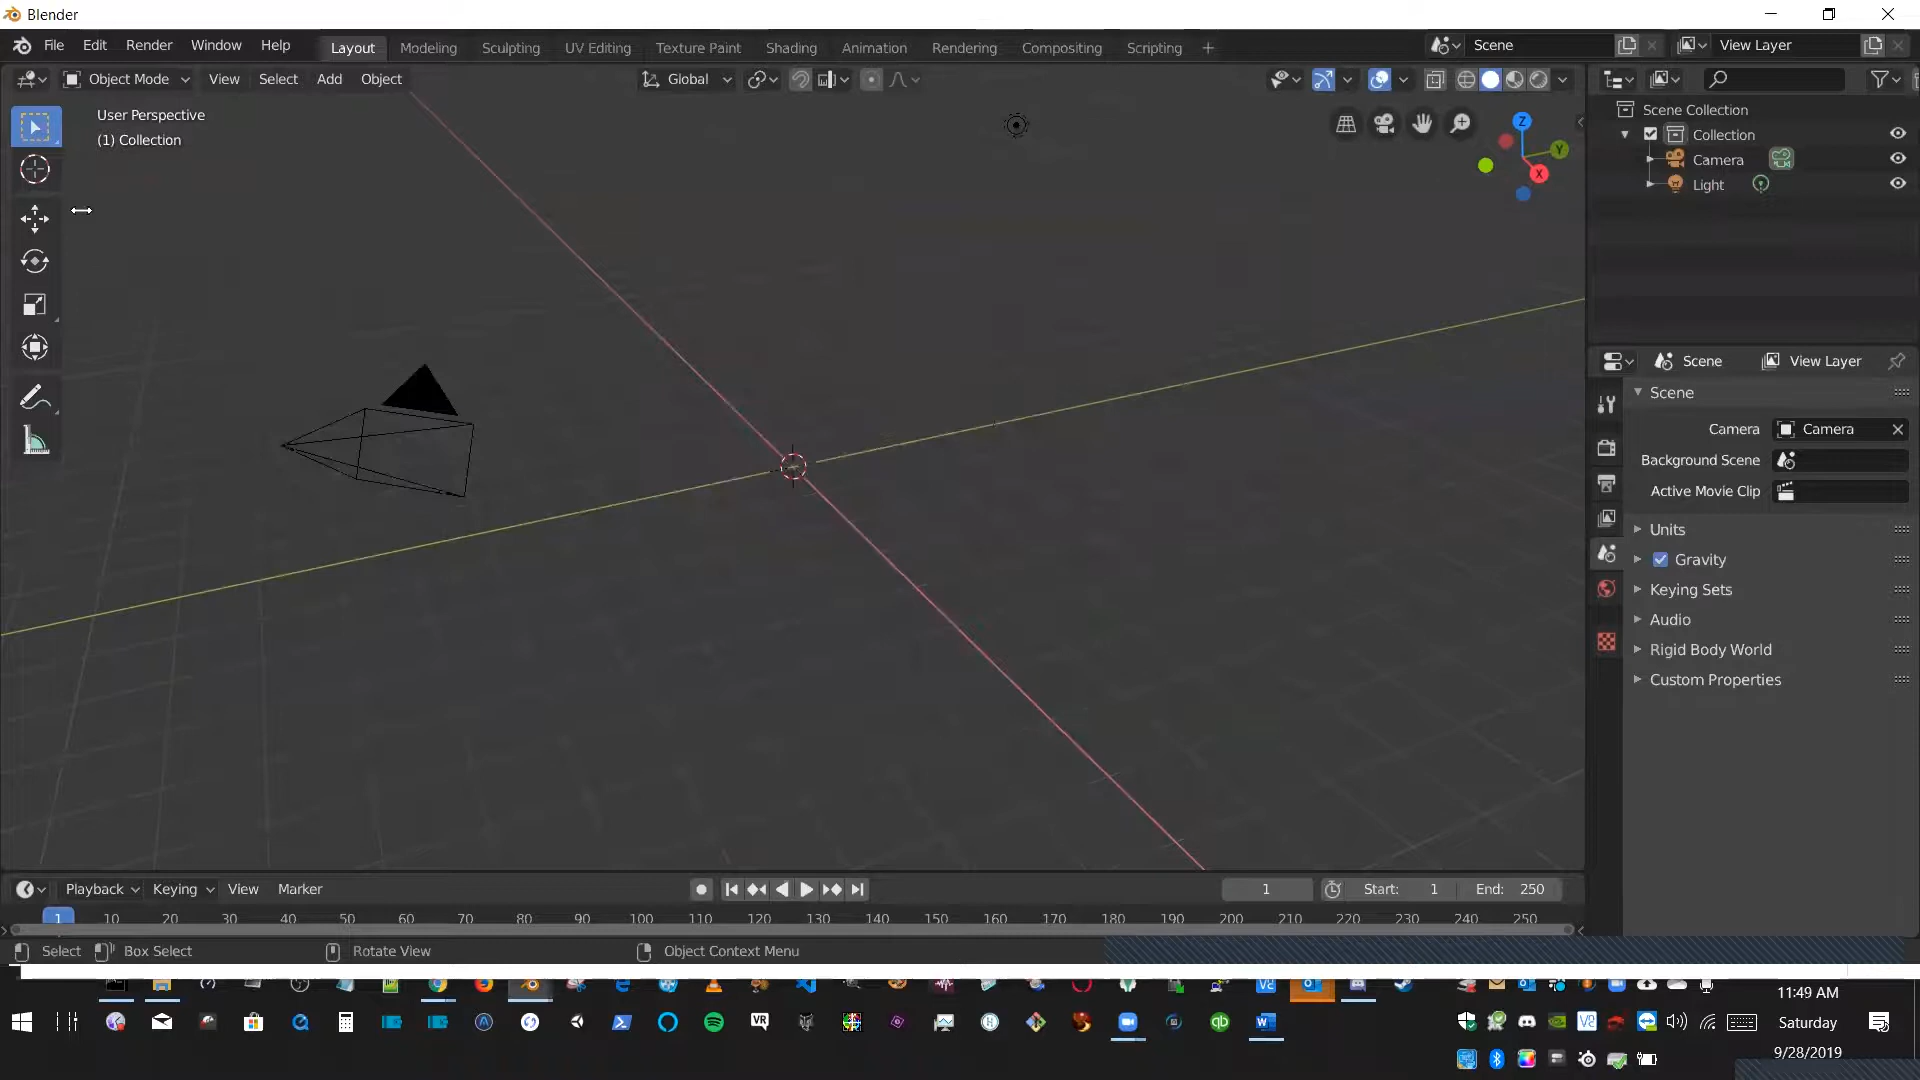 Blender
File Edit Render Window Help Layout Modeling Sculpting UV Editing Texture Paint Shading Animation Rendering Compositing Scripting + Scene View Layer
Object Mode View Select Add Object Global
User Perspective
(1) Collection
Z
Y
X
Scene Collection
Collection
Camera
Light
Scene View Layer
Scene
Camera Camera
Background Scene
Active Movie Clip
Units
Gravity
Keying Sets
Audio
Rigid Body World
Custom Properties
Playback Keying View Marker 1 Start: 1 End: 250
1 10 20 30 40 50 60 70 80 90 100 110 120 130 140 150 160 170 180 190 200 210 220 230 240 250
Select Box Select Rotate View Object Context Menu
11:49 AM
Saturday
9/28/2019
VR
qb